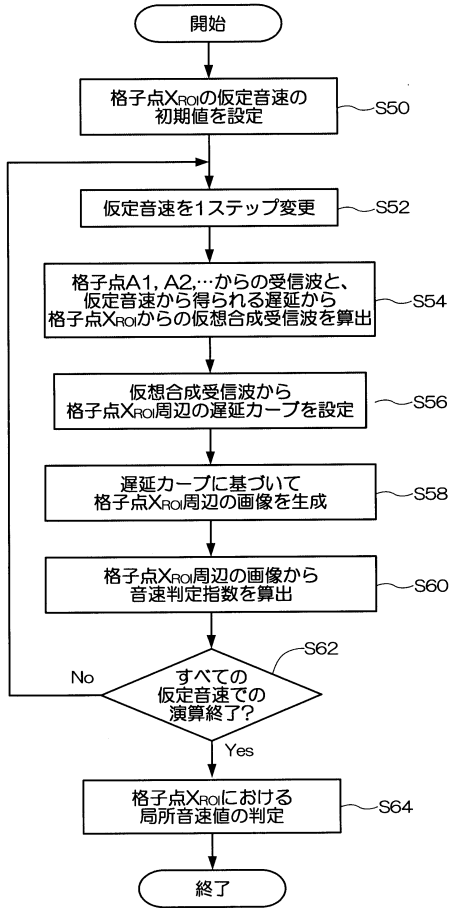 開始
格子点XROIの仮定音速の
初期値を設定
S50
仮定音速を1ステップ変更
S52
格子点A1, A2,…からの受信波と、
仮定音速から得られる遅延から
格子点XROIからの仮想合成受信波を算出
S54
仮想合成受信波から
格子点XROI周辺の遅延カーブを設定
S56
遅延カーブに基づいて
格子点XROI周辺の画像を生成
S58
格子点XROI周辺の画像から
音速判定指数を算出
S60
S62
すべての
仮定音速での
演算終了?
No
Yes
格子点XROIにおける
局所音速値の判定
S64
終了